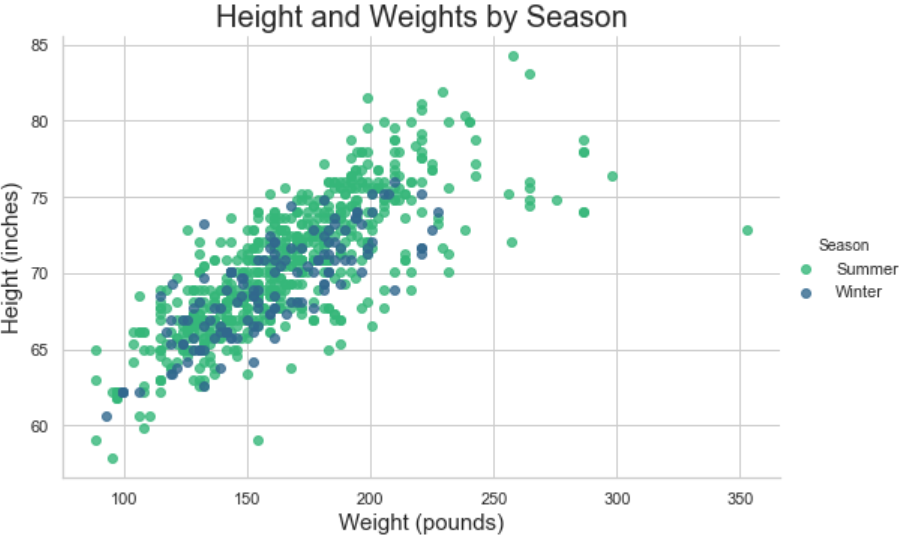 Height and Weights by Season
85
80
75
70
65
60
Height (inches)
100 150 200 250 300 350
Weight (pounds)
Season
Summer
Winter